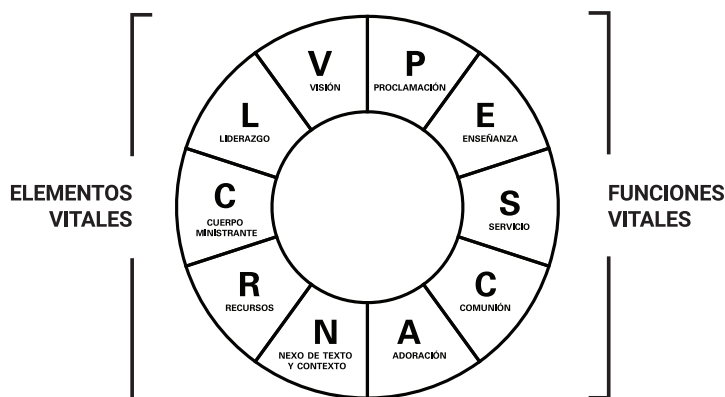 V
VISIÓN
P
PROCLAMACIÓN
L
LIDERAZGO
E
ENSEÑANZA
ELEMENTOS
VITALES
C
CUERPO
MINISTRANTE
S
SERVICIO
FUNCIONES
VITALES
R
RECURSOS
C
COMUNIÓN
N
NEXO DE TEXTO
Y CONTEXTO
A
ADORACIÓN